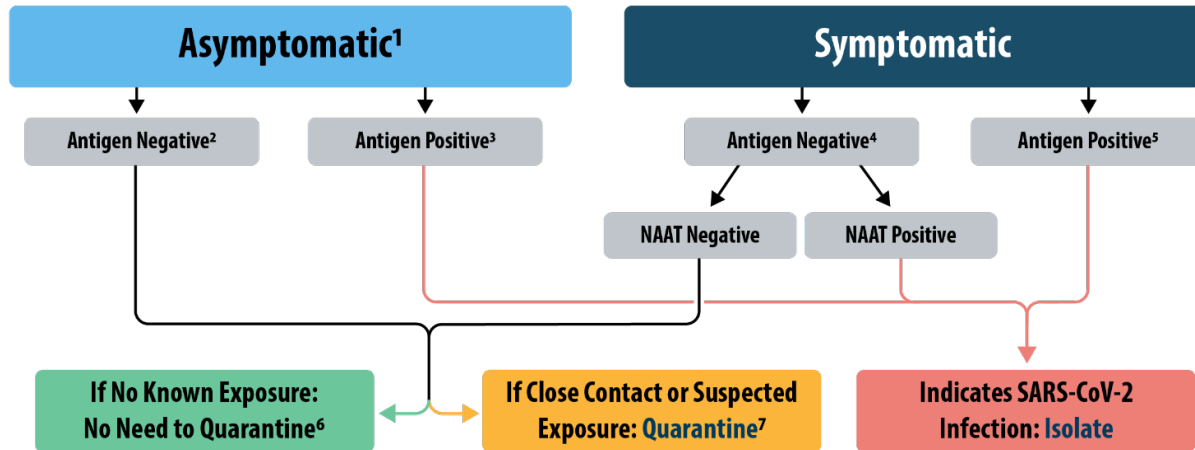 Asymptomatic¹
Symptomatic
Antigen Negative²
Antigen Positive³
Antigen Negative⁴
Antigen Positive⁵
NAAT Negative
NAAT Positive
If No Known Exposure:
No Need to Quarantine⁶
If Close Contact or Suspected
Exposure: Quarantine⁷
Indicates SARS-CoV-2
Infection: Isolate